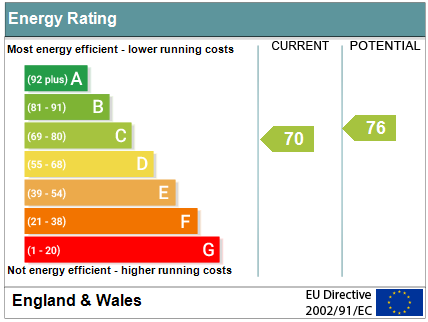 Energy Rating
CURRENT
POTENTIAL
Most energy efficient - lower running costs
(92 plus) A
(81 - 91) B
(69 - 80) C
(55 - 68) D
(39 - 54) E
(21 - 38) F
(1 - 20) G
70
76
Not energy efficient - higher running costs
England & Wales
EU Directive
2002/91/EC